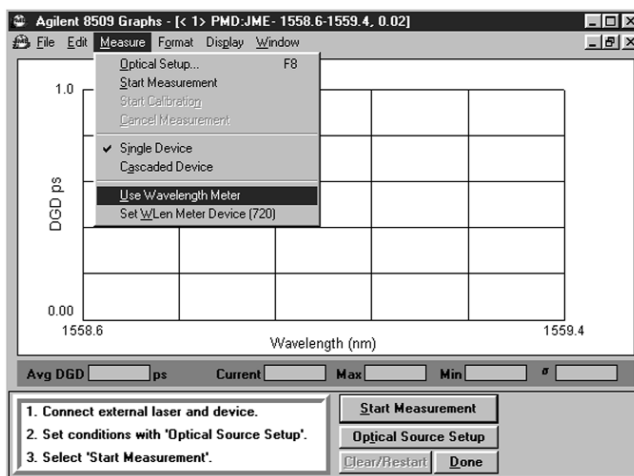 Agilent 8509 Graphs - [< 1> PMD:JME- 1558.6-1559.4, 0.02]
File Edit Measure Format Display Window
Optical Setup... F8
Start Measurement
Start Calibration
Cancel Measurement
Single Device
Cascaded Device
Use Wavelength Meter
Set WLen Meter Device (720)
1.0
DGD ps
0.00
1558.6 1559.4
Wavelength (nm)
Avg DGD ps Current Max Min σ
1. Connect external laser and device.
2. Set conditions with 'Optical Source Setup'.
3. Select 'Start Measurement'.
Start Measurement
Optical Source Setup
Clear/Restart Done